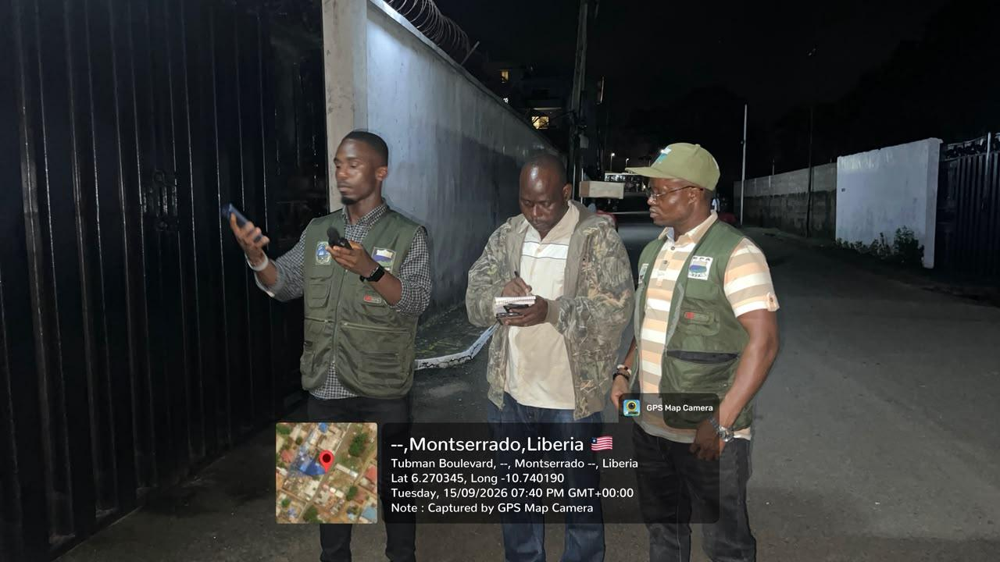 EPA
GPS Map Camera
--,Montserrado,Liberia
Tubman Boulevard, --, Montserrado --, Liberia
Lat 6.270345, Long -10.740190
Tuesday, 15/09/2026 07:40 PM GMT+00:00
Note : Captured by GPS Map Camera